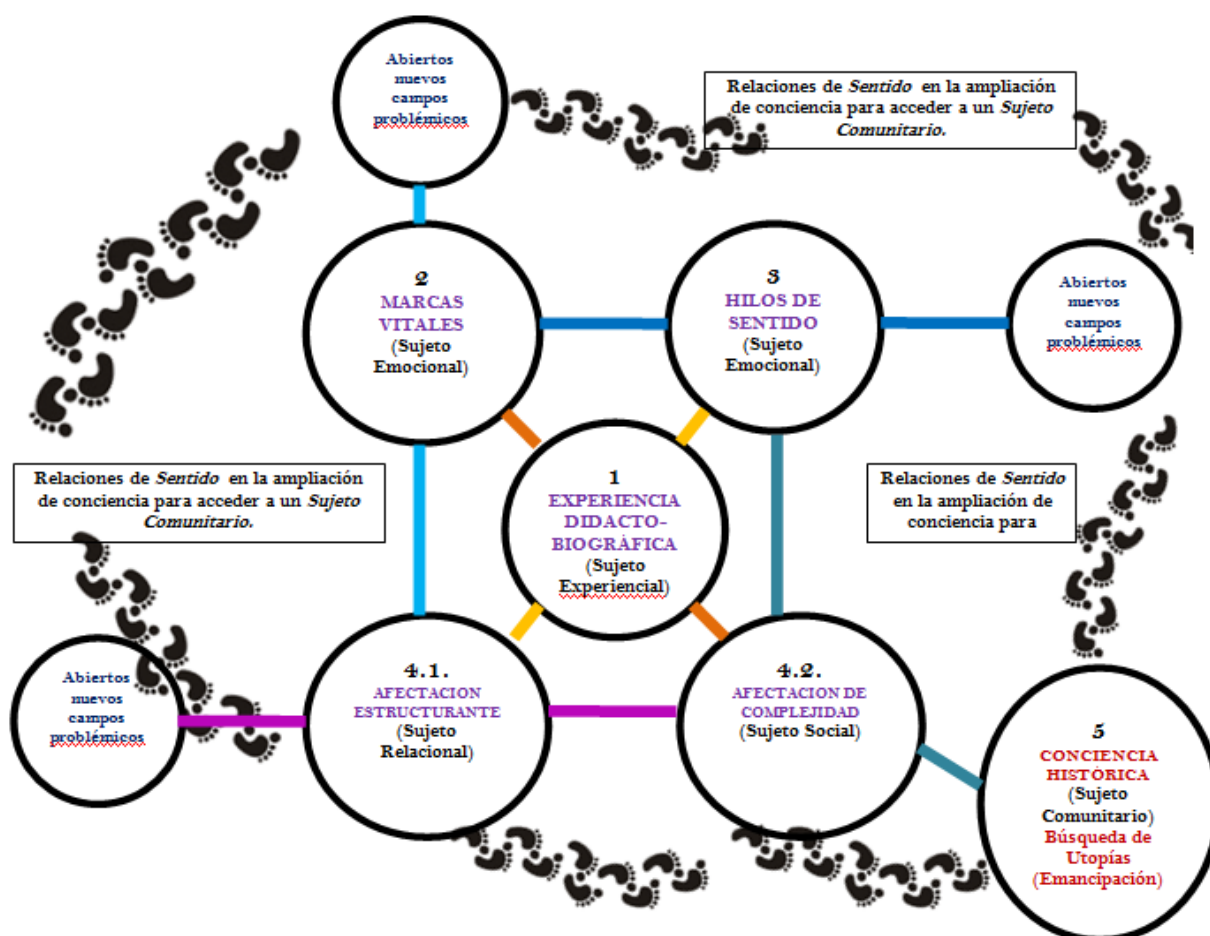 Abiertos
nuevos
campos
problémicos
Relaciones de Sentido en la ampliación
de conciencia para acceder a un Sujeto
Comunitario.
2
MARCAS
VITALES
(Sujeto
Emocional)
3
HILOS DE
SENTIDO
(Sujeto
Emocional)
Abiertos
nuevos
campos
problémicos
Relaciones de Sentido en la ampliación
de conciencia para acceder a un Sujeto
Comunitario.
1
EXPERIENCIA
DIDACTO-
BIOGRÁFICA
(Sujeto
Experiencial)
Relaciones de Sentido
en la ampliación de
conciencia para
Abiertos
nuevos
campos
problémicos
4.1.
AFECTACION
ESTRUCTURANTE
(Sujeto
Relacional)
4.2.
AFECTACION DE
COMPLEJIDAD
(Sujeto Social)
5
CONCIENCIA
HISTÓRICA
(Sujeto
Comunitario)
Búsqueda de
Utopías
(Emancipación)